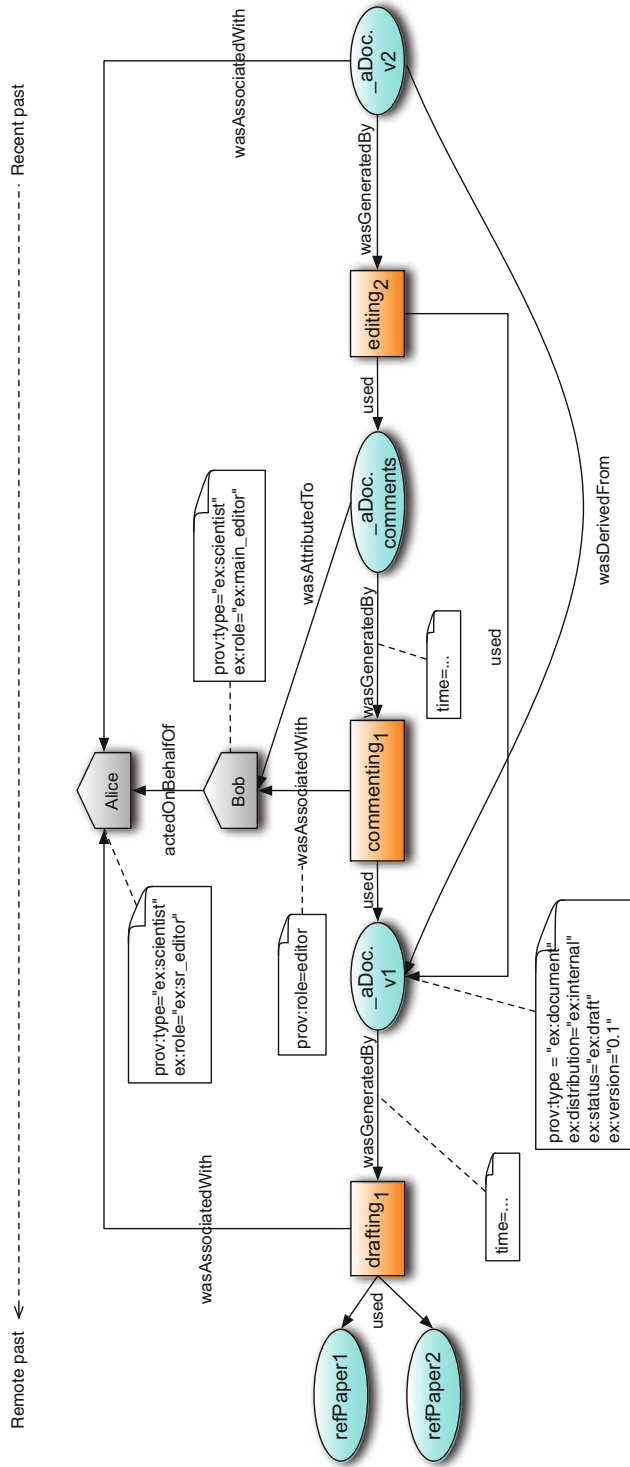 Remote past
Recent past
wasAssociatedWith
wasAssociatedWith
prov:type="ex:scientist"
ex:role="ex:sr_editor"
Alice
actedOnBehalfOf
prov:type="ex:scientist"
ex:role="ex:main_editor"
Bob
wasAttributedTo
prov:role=editor
wasAssociatedWith
refPaper1
refPaper2
used
drafting1
wasGeneratedBy
_aDoc.
v1
used
commenting1
wasGeneratedBy
_aDoc.
comments
used
editing2
wasGeneratedBy
_aDoc.
v2
time=...
time=...
used
wasDerivedFrom
prov:type = "ex:document"
ex:distribution="ex:internal"
ex:status="ex:draft"
ex:version="0.1"